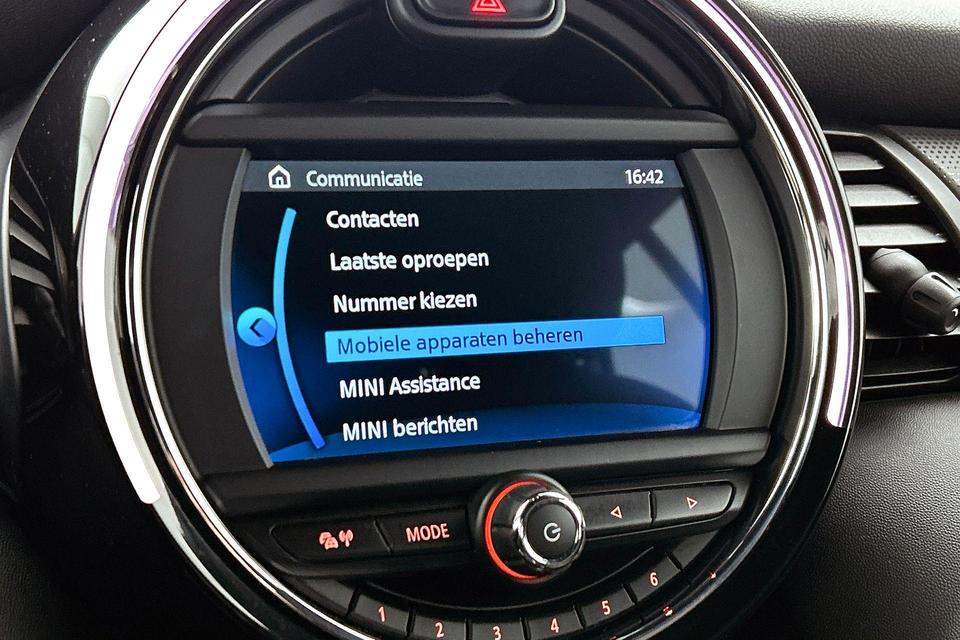 Communicatie 16:42
Contacten
Laatste oproepen
Nummer kiezen
Mobiele apparaten beheren
MINI Assistance
MINI berichten
MODE
1 2 3 4 5 6